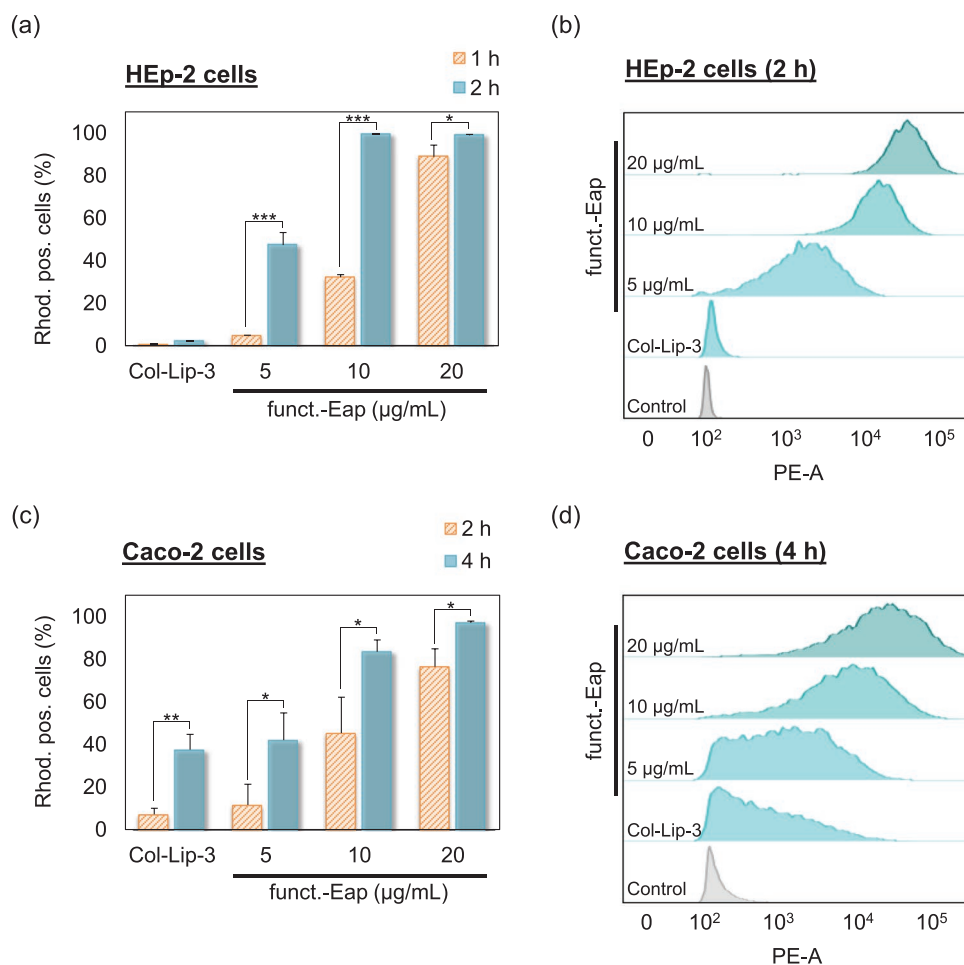 (a)
HEp-2 cells
1 h
2 h
Rhod. pos. cells (%)
100
80
60
40
20
0
***
***
*
Col-Lip-3
5
10
20
funct.-Eap (µg/mL)
(b)
HEp-2 cells (2 h)
funct.-Eap
20 µg/mL
10 µg/mL
5 µg/mL
Col-Lip-3
Control
0
10²
10³
10⁴
10⁵
PE-A
(c)
Caco-2 cells
2 h
4 h
Rhod. pos. cells (%)
100
80
60
40
20
0
**
*
*
*
Col-Lip-3
5
10
20
funct.-Eap (µg/mL)
(d)
Caco-2 cells (4 h)
funct.-Eap
20 µg/mL
10 µg/mL
5 µg/mL
Col-Lip-3
Control
0
10²
10³
10⁴
10⁵
PE-A